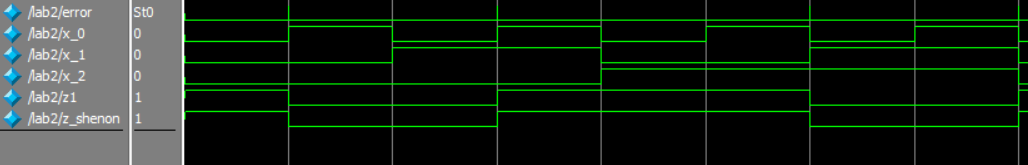 /lab2/error St0
/lab2/x_0 0
/lab2/x_1 0
/lab2/x_2 0
/lab2/z1 1
/lab2/z_shenon 1